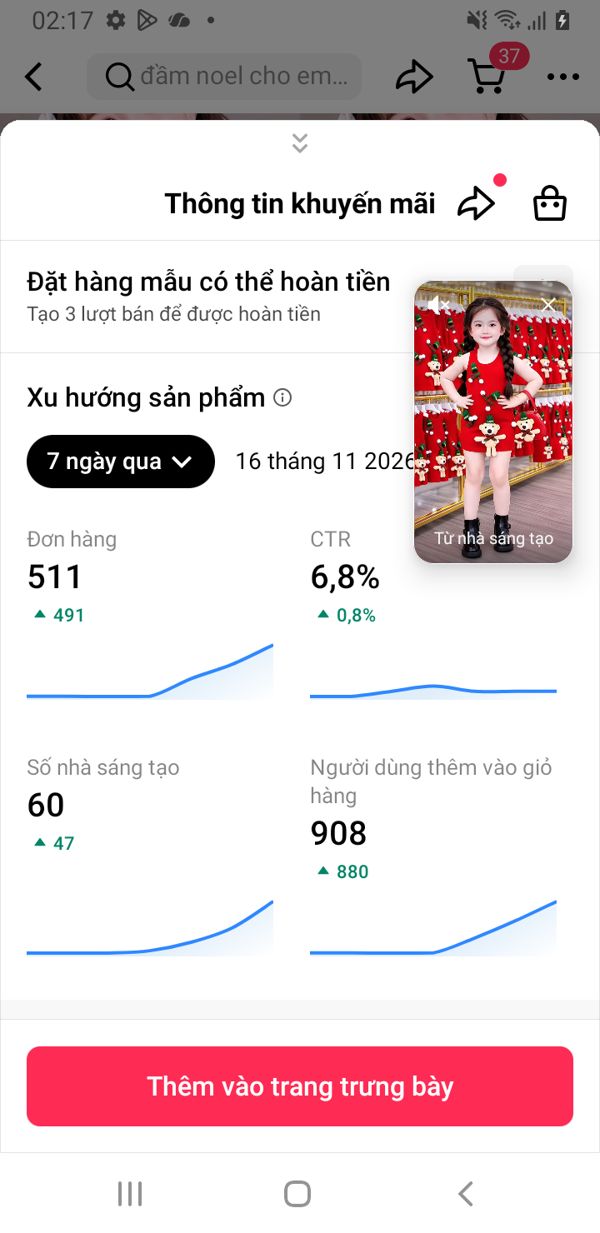 02:17
đầm noel cho em...
37
Thông tin khuyến mãi
Đặt hàng mẫu có thể hoàn tiền
Tạo 3 lượt bán để được hoàn tiền
Xu hướng sản phẩm
7 ngày qua
16 tháng 11 2026
Đơn hàng
511
491
CTR
6,8%
0,8%
Từ nhà sáng tạo
Số nhà sáng tạo
60
47
Người dùng thêm vào giỏ
hàng
908
880
Thêm vào trang trưng bày